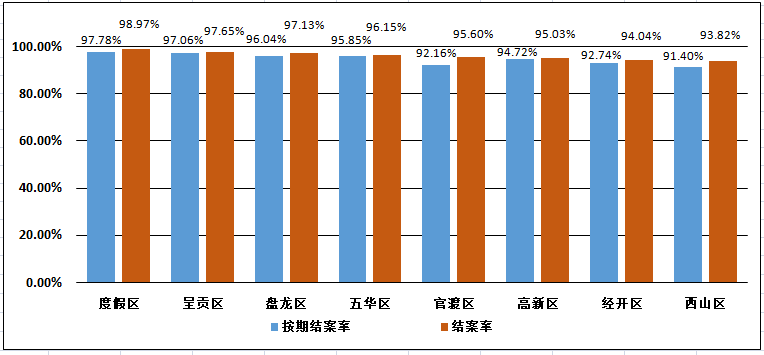 98.97% 97.65% 97.13% 96.15% 95.60% 95.03% 94.04% 93.82%
97.78% 97.06% 96.04% 95.85% 92.16% 94.72% 92.74% 91.40%
100.00%
80.00%
60.00%
40.00%
20.00%
0.00%
度假区 呈贡区 盘龙区 五华区 官渡区 高新区 经开区 西山区
按期结案率 结案率